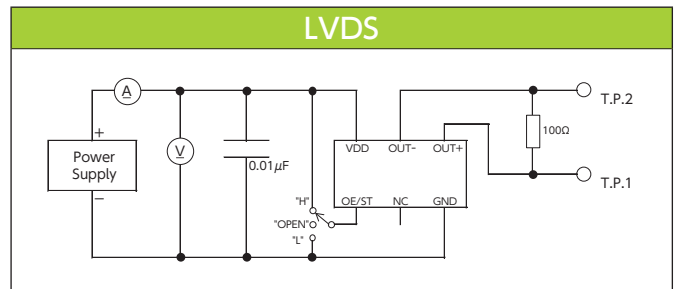 LVDS
A
T.P.2
+
V
100Ω
VDD OUT- OUT+
Power
Supply
0.01μF
T.P.1
−
"H"
OE/ST NC GND
"OPEN"
"L"